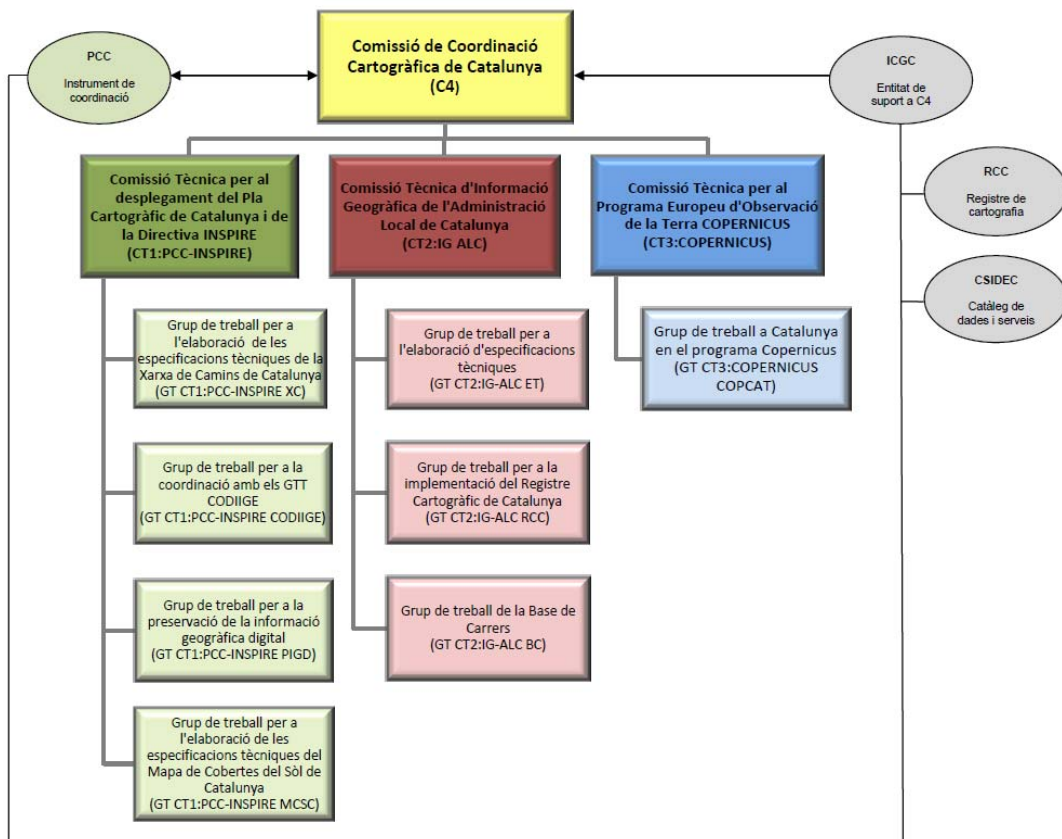 Comissió de Coordinació
Cartogràfica de Catalunya
(C4)
PCC
Instrument de
coordinació
ICGC
Entitat de
suport a C4
RCC
Registre de
cartografia
CSIDEC
Catàleg de
dades i serveis
Comissió Tècnica per al
desplegament del Pla
Cartogràfic de Catalunya i de
la Directiva INSPIRE
(CT1:PCC-INSPIRE)
Comissió Tècnica d'Informació
Geogràfica de l'Administració
Local de Catalunya
(CT2:IG ALC)
Comissió Tècnica per al
Programa Europeu d'Observació
de la Terra COPERNICUS
(CT3:COPERNICUS)
Grup de treball per a
l'elaboració de les
especificacions tècniques de la
Xarxa de Camins de Catalunya
(GT CT1:PCC-INSPIRE XC)
Grup de treball per a la
coordinació amb els GTT
CODIIGE
(GT CT1:PCC-INSPIRE CODIIGE)
Grup de treball per a la
preservació de la informació
geogràfica digital
(GT CT1:PCC-INSPIRE PIGD)
Grup de treball per a
l'elaboració de les
especificacions tècniques del
Mapa de Cobertes del Sòl de
Catalunya
(GT CT1:PCC-INSPIRE MCSC)
Grup de treball per a
l'elaboració d'especificacions
tècniques
(GT CT2:IG-ALC ET)
Grup de treball per a la
implementació del Registre
Cartogràfic de Catalunya
(GT CT2:IG-ALC RCC)
Grup de treball de la Base de
Carrers
(GT CT2:IG-ALC BC)
Grup de treball a Catalunya
en el programa Copernicus
(GT CT3:COPERNICUS
COPCAT)